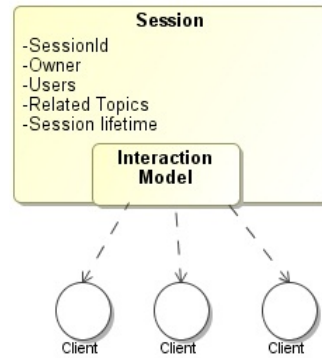 Session
-SessionId
-Owner
-Users
-Related Topics
-Session lifetime
Interaction
Model
Client
Client
Client